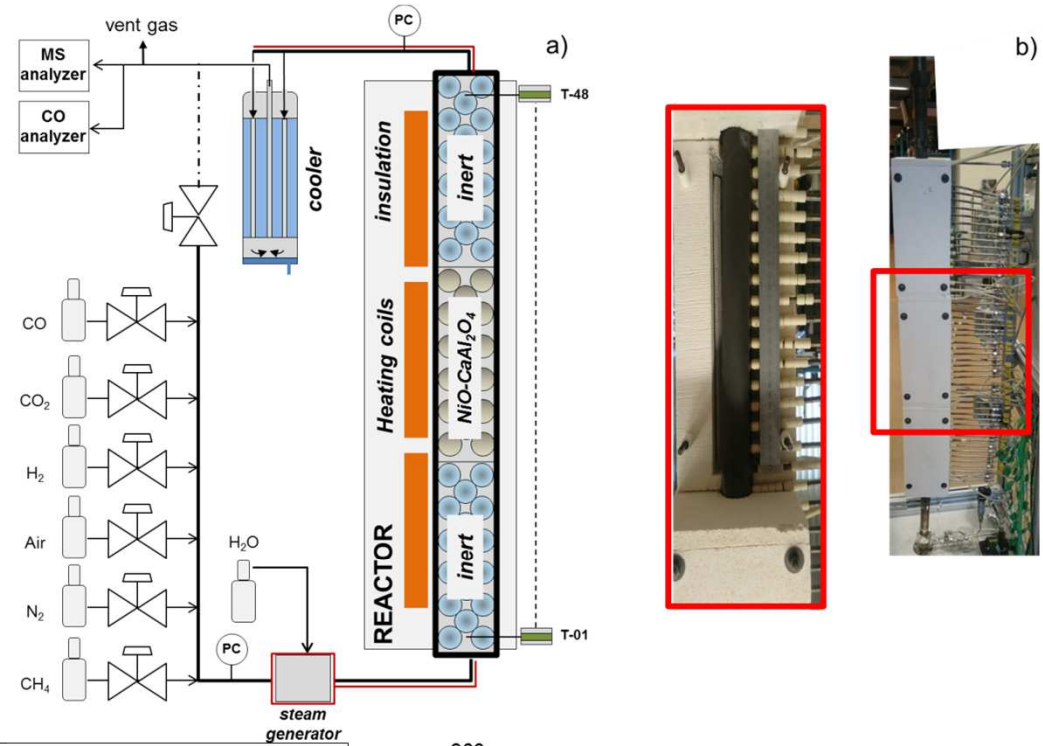 vent gas
PC
a)
b)
MS
analyzer
CO
analyzer
T-48
cooler
insulation
inert
Heating coils
NiO-CaAl₂O₄
CO
CO₂
H₂
Air
H₂O
N₂
REACTOR
inert
PC
T-01
CH₄
steam
generator